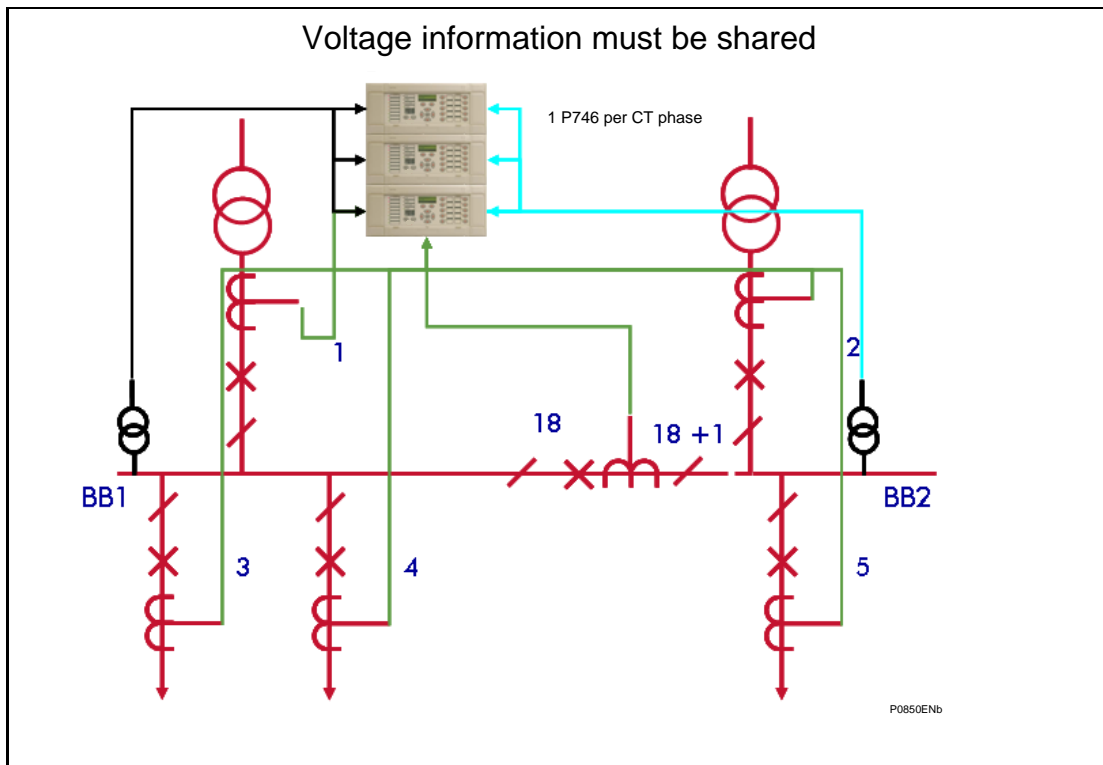 Voltage information must be shared
1 P746 per CT phase
1
2
18
18 +1
BB1
BB2
3
4
5
P0850ENb